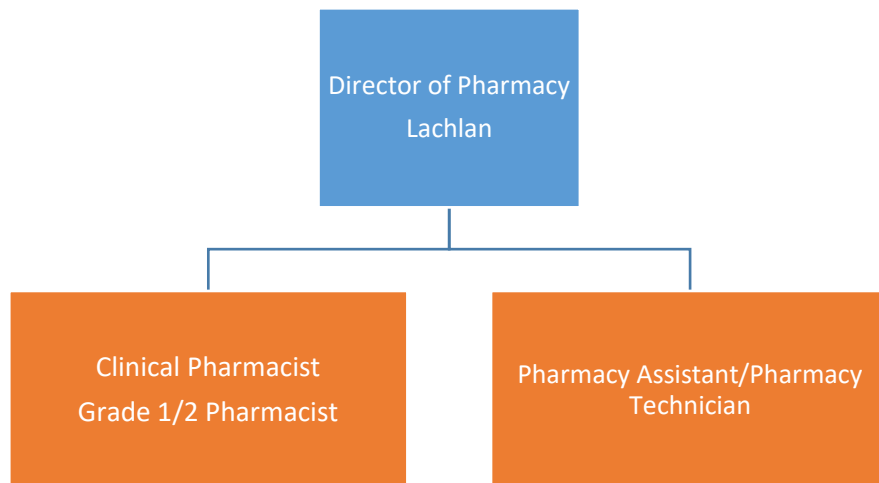 Director of Pharmacy
Lachlan
Clinical Pharmacist
Grade 1/2 Pharmacist
Pharmacy Assistant/Pharmacy
Technician